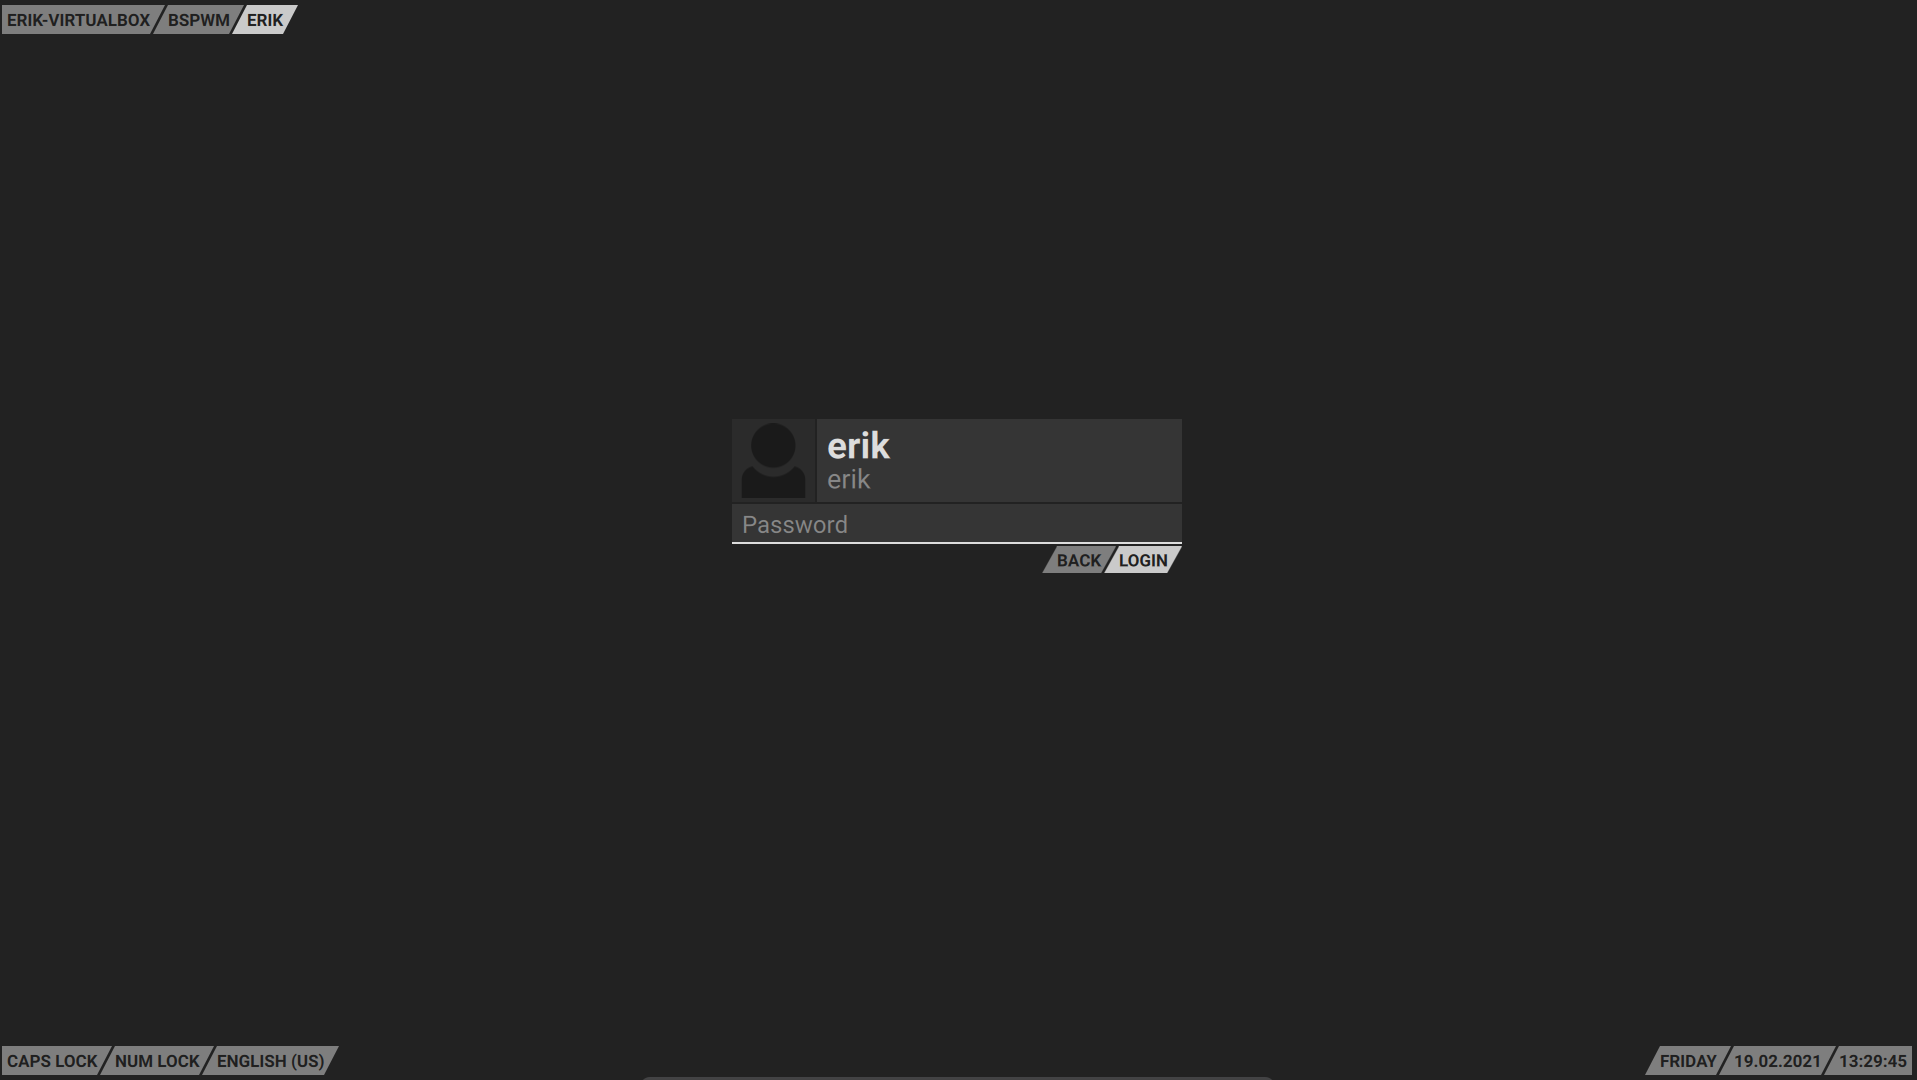 ERIK-VIRTUALBOX BSPWM ERIK
erik
erik
Password
BACK LOGIN
CAPS LOCK NUM LOCK ENGLISH (US) FRIDAY 19.02.2021 13:29:45